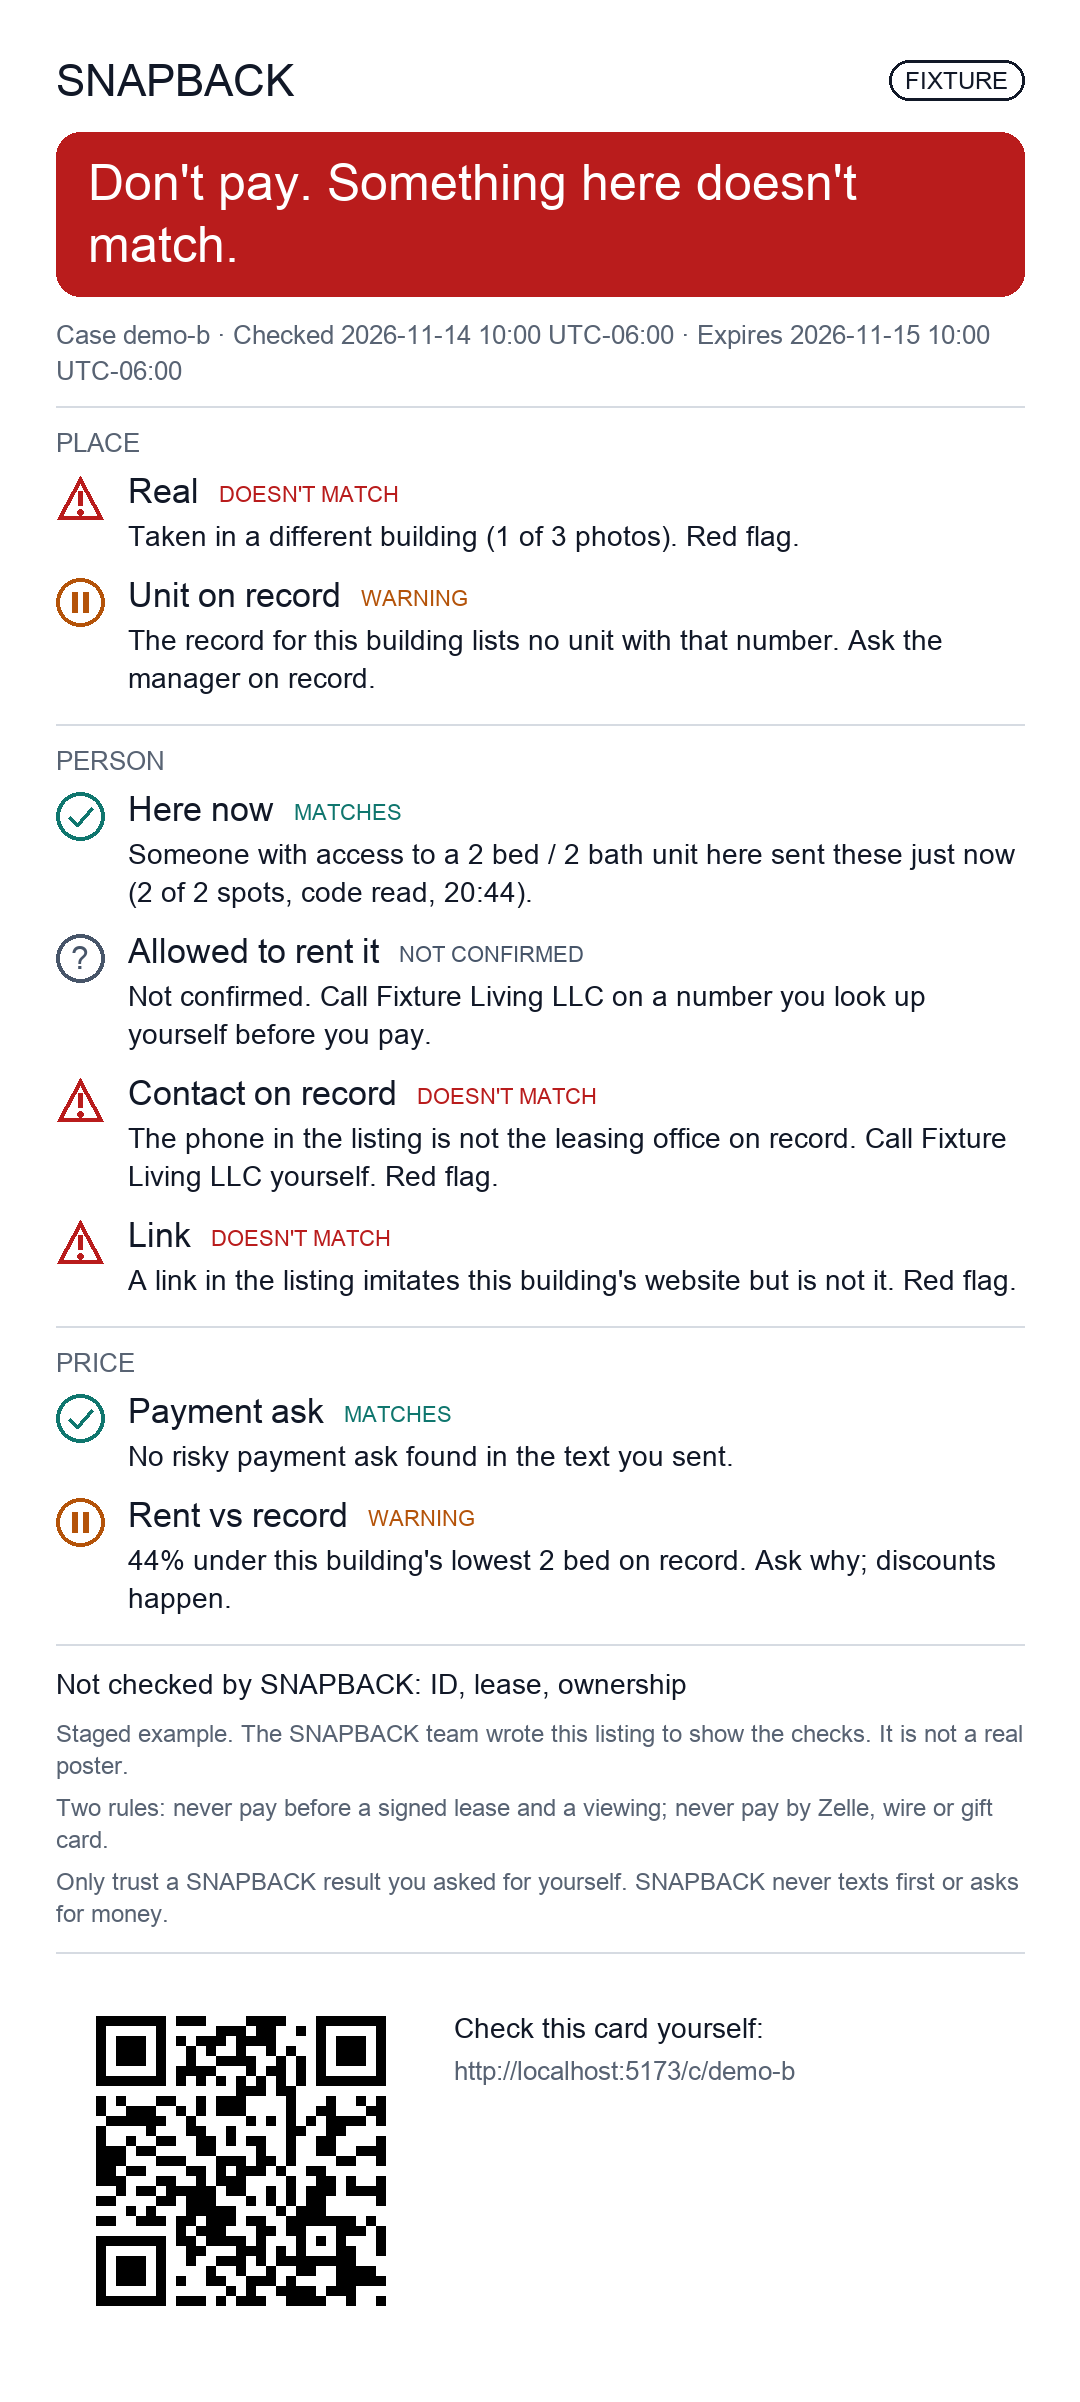 SNAPBACK
FIXTURE
Don't pay. Something here doesn't
match.
Case demo-b · Checked 2026-11-14 10:00 UTC-06:00 · Expires 2026-11-15 10:00
UTC-06:00
PLACE
Real DOESN'T MATCH
Taken in a different building (1 of 3 photos). Red flag.
Unit on record WARNING
The record for this building lists no unit with that number. Ask the
manager on record.
PERSON
Here now MATCHES
Someone with access to a 2 bed / 2 bath unit here sent these just now
(2 of 2 spots, code read, 20:44).
? Allowed to rent it NOT CONFIRMED
Not confirmed. Call Fixture Living LLC on a number you look up
yourself before you pay.
Contact on record DOESN'T MATCH
The phone in the listing is not the leasing office on record. Call Fixture
Living LLC yourself. Red flag.
Link DOESN'T MATCH
A link in the listing imitates this building's website but is not it. Red flag.
PRICE
Payment ask MATCHES
No risky payment ask found in the text you sent.
Rent vs record WARNING
44% under this building's lowest 2 bed on record. Ask why; discounts
happen.
Not checked by SNAPBACK: ID, lease, ownership
Staged example. The SNAPBACK team wrote this listing to show the checks. It is not a real
poster.
Two rules: never pay before a signed lease and a viewing; never pay by Zelle, wire or gift
card.
Only trust a SNAPBACK result you asked for yourself. SNAPBACK never texts first or asks
for money.
Check this card yourself:
http://localhost:5173/c/demo-b